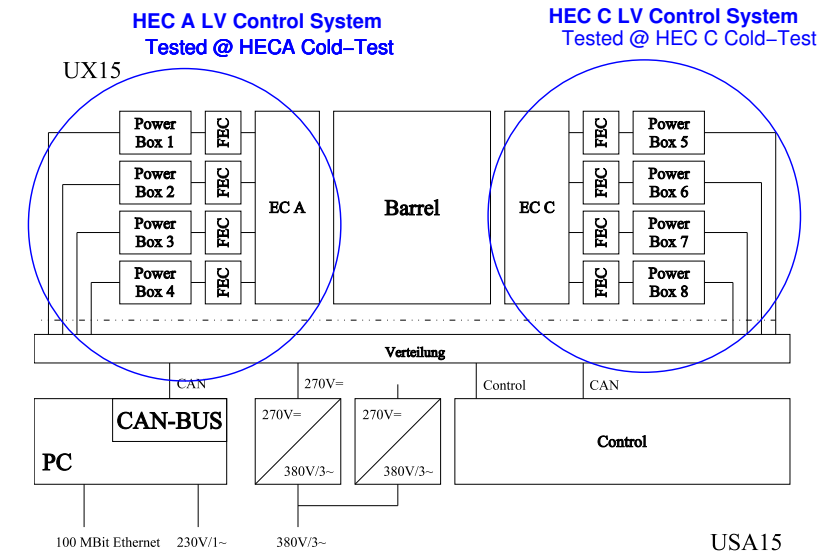 HEC A LV Control System
Tested @ HECA Cold−Test
HEC C LV Control System
Tested @ HEC C Cold−Test
UX15
Power
Box 1
FEC
Power
Box 2
FEC
Power
Box 3
FEC
Power
Box 4
FEC
EC A
Barrel
EC C
FEC
Power
Box 5
FEC
Power
Box 6
FEC
Power
Box 7
FEC
Power
Box 8
Verteilung
CAN
270V=
Control
CAN
CAN-BUS
PC
270V=
380V/3~
270V=
380V/3~
Control
100 MBit Ethernet
230V/1~
380V/3~
USA15